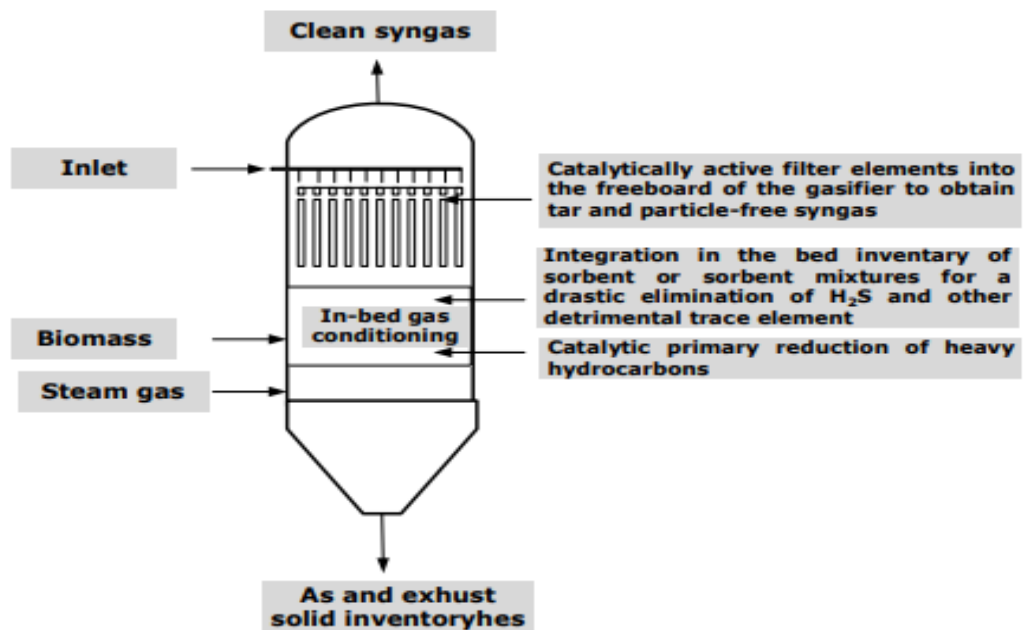 Clean syngas
Inlet
Catalytically active filter elements into
the freeboard of the gasifier to obtain
tar and particle-free syngas
Integration in the bed inventary of
sorbent or sorbent mixtures for a
drastic elimination of H₂S and other
detrimental trace element
In-bed gas
conditioning
Biomass
Catalytic primary reduction of heavy
hydrocarbons
Steam gas
As and exhust
solid inventoryhes